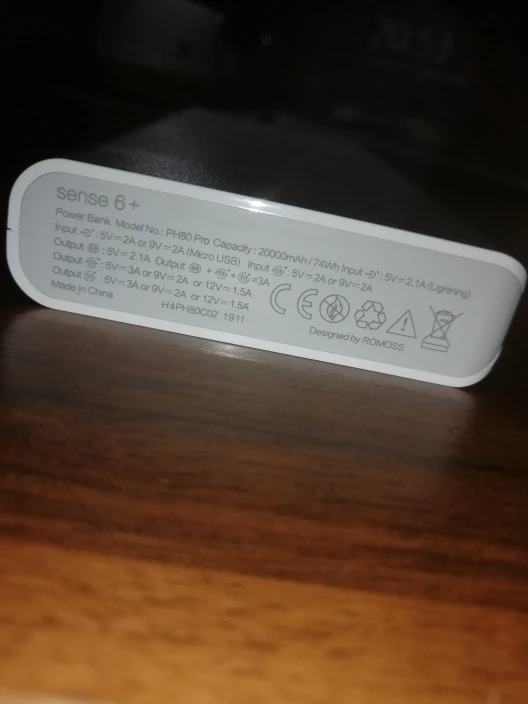 20:53
sense 6+
Power Bank Model No.: PH80 Pro Capacity : 20000mAh / 74Wh Input : 5V⎓2.1A (Lightning)
Input : 5V⎓2A or 9V⎓2A (Micro USB) Input : 5V⎓2A or 9V⎓2A
Output : 5V⎓2.1A Output + + =3A
Output : 5V⎓3A or 9V⎓2A or 12V⎓1.5A
Output : 5V⎓3A or 9V⎓2A or 12V⎓1.5A
Made in China
H4PH80C02 1911
CE
Designed by ROMOSS